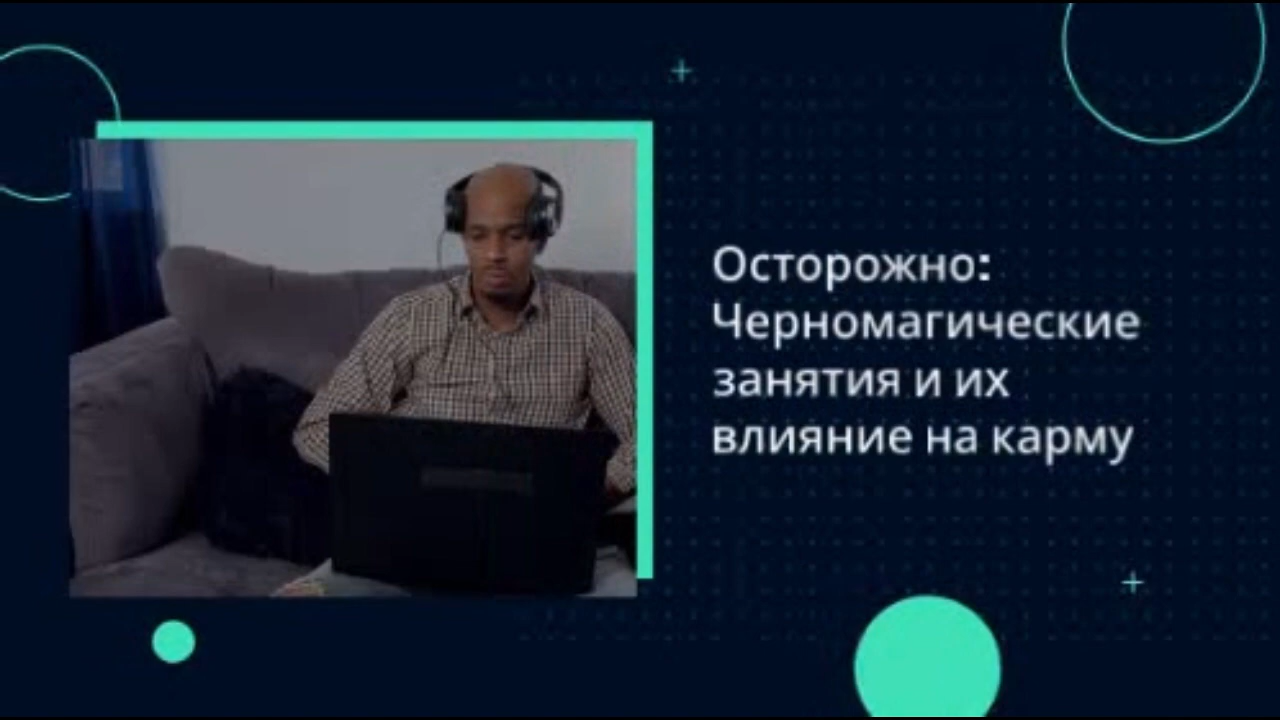 Осторожно:
Черномагические
занятия и их
влияние на карму